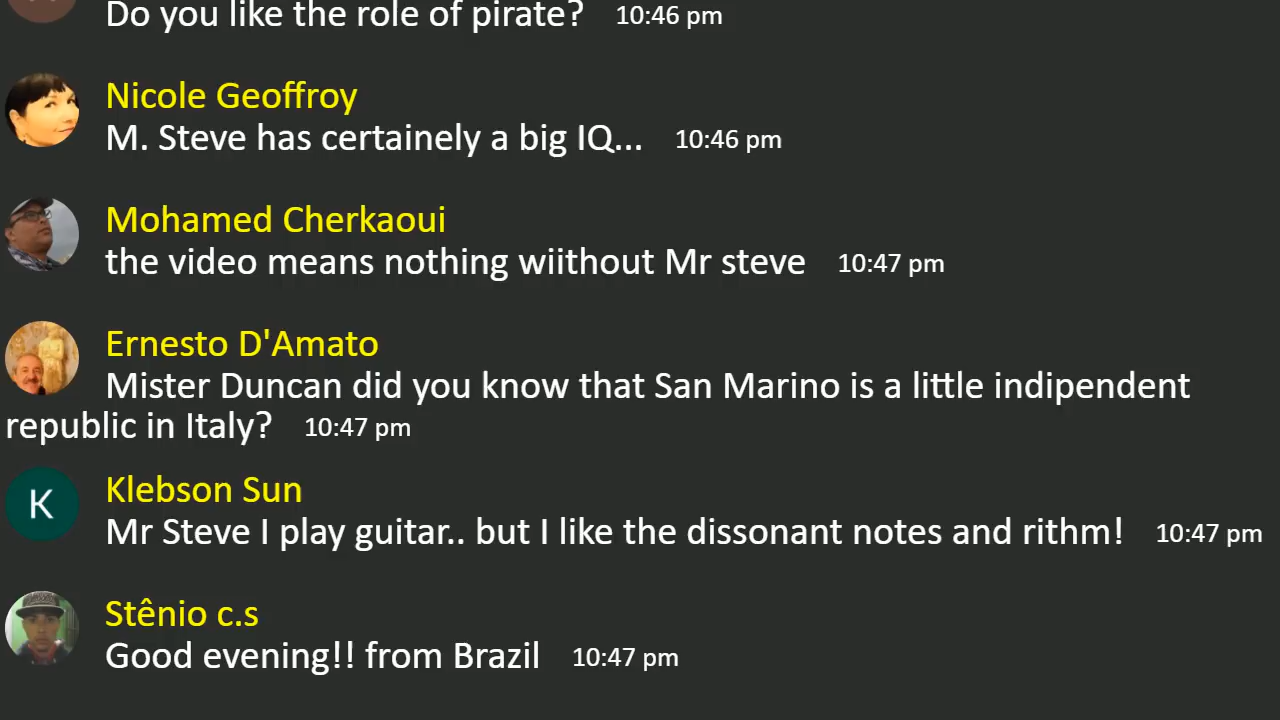 Do you like the role of pirate? 10:46 pm
Nicole Geoffroy
M. Steve has certainely a big IQ... 10:46 pm
Mohamed Cherkaoui
the video means nothing wiithout Mr steve 10:47 pm
Ernesto D'Amato
Mister Duncan did you know that San Marino is a little indipendent
republic in Italy? 10:47 pm
K
Klebson Sun
Mr Steve I play guitar.. but I like the dissonant notes and rithm! 10:47 pm
Stênio c.s
Good evening!! from Brazil 10:47 pm